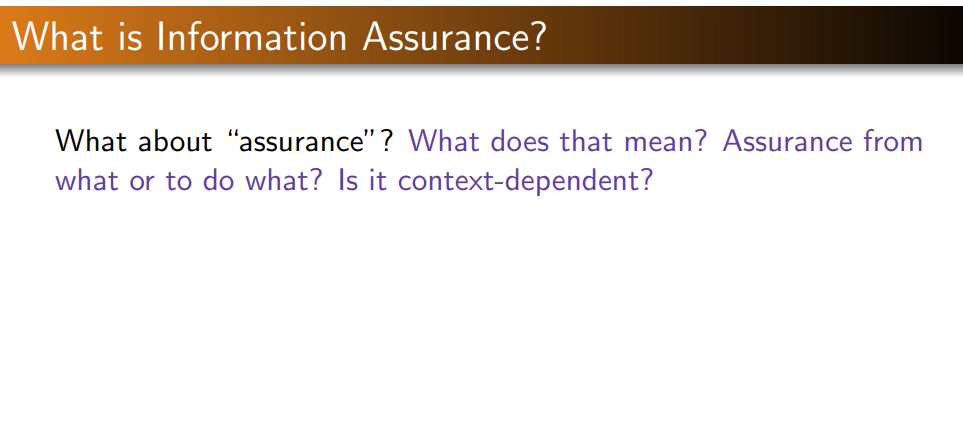 What is Information Assurance?
What about “assurance”? What does that mean? Assurance from
what or to do what? Is it context-dependent?